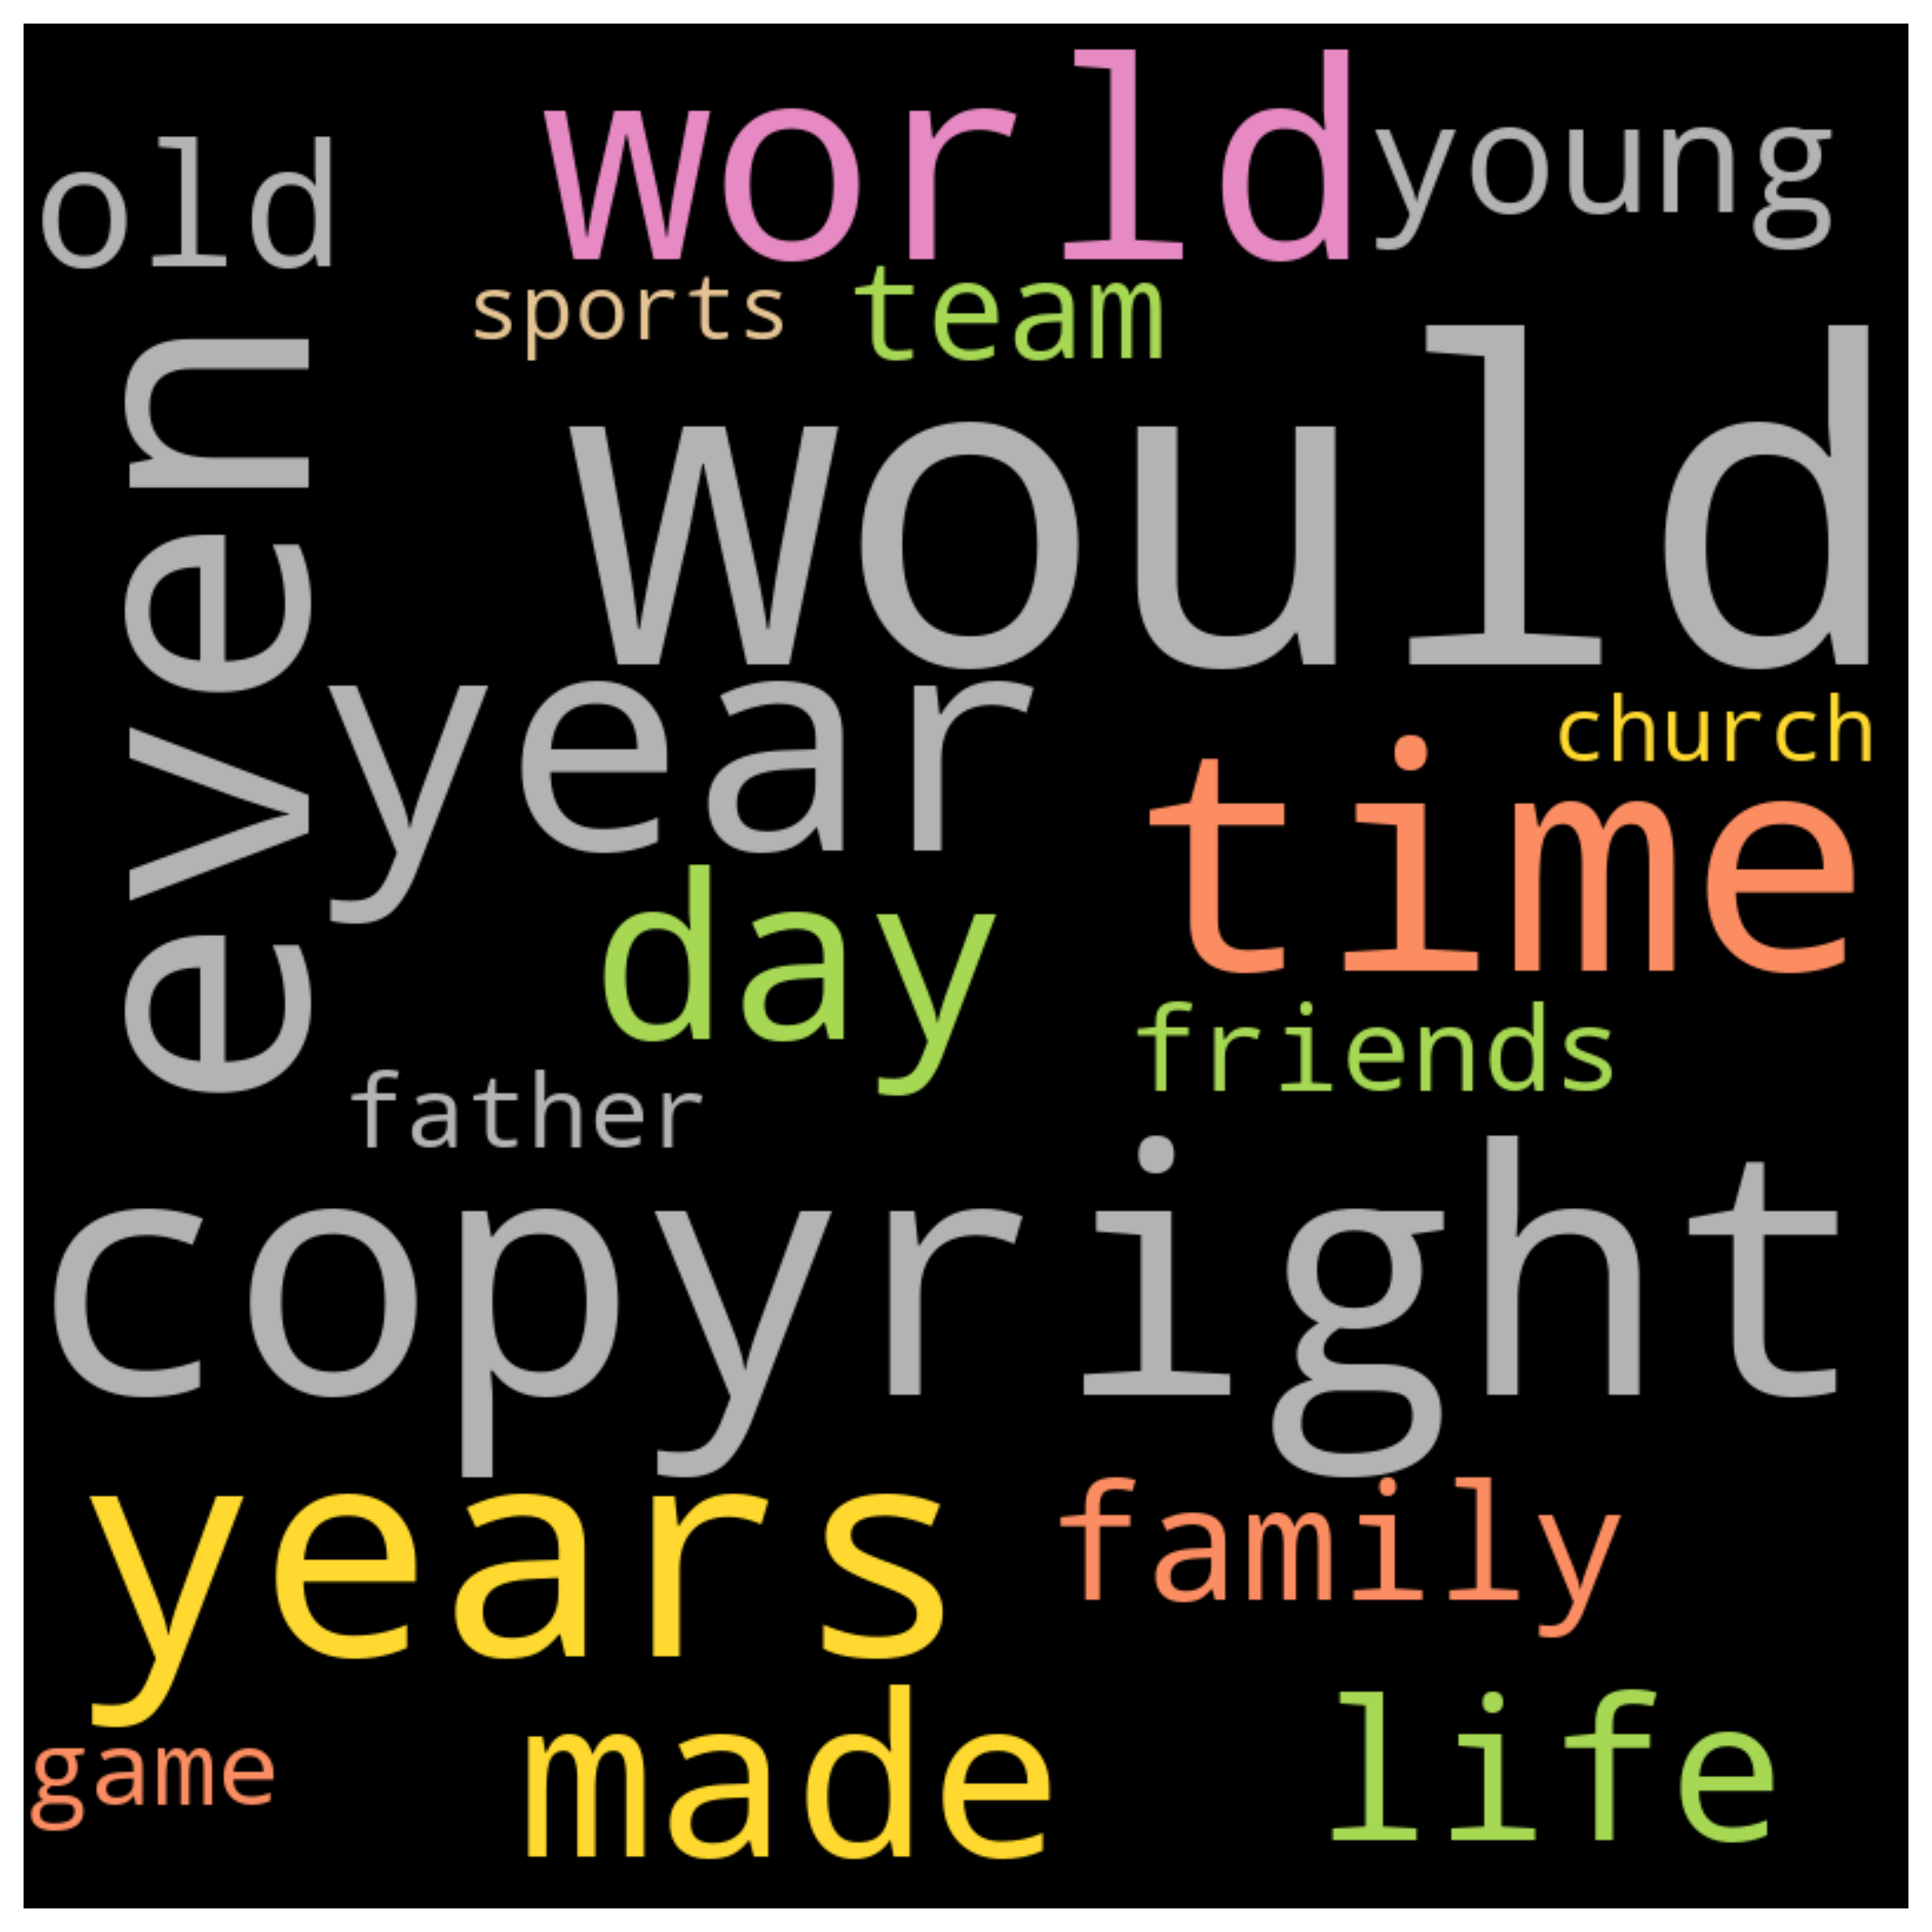 world
young
old
sports
team
even
would
year
church
time
day
friends
father
copyright
years
family
made
life
game